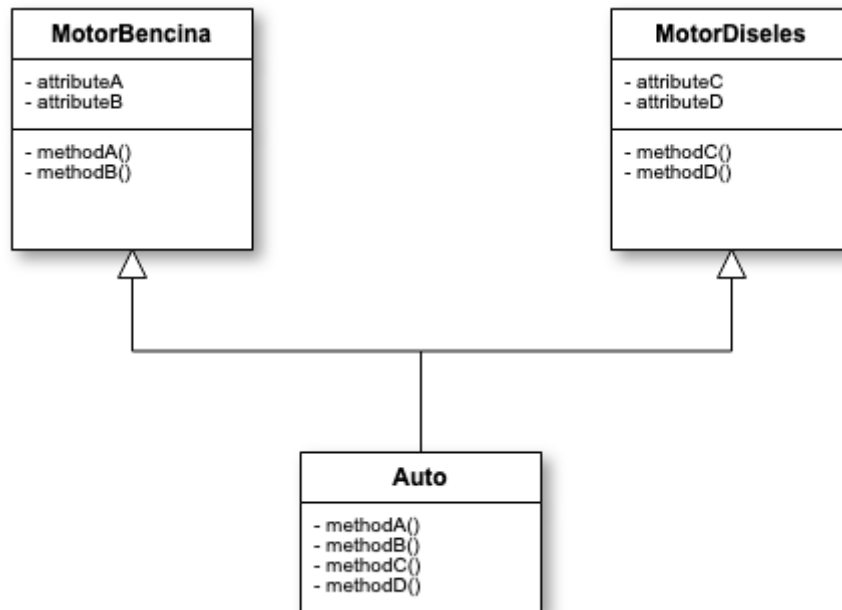 MotorBencina
- attributeA
- attributeB
- methodA()
- methodB()
MotorDiseles
- attributeC
- attributeD
- methodC()
- methodD()
Auto
- methodA()
- methodB()
- methodC()
- methodD()